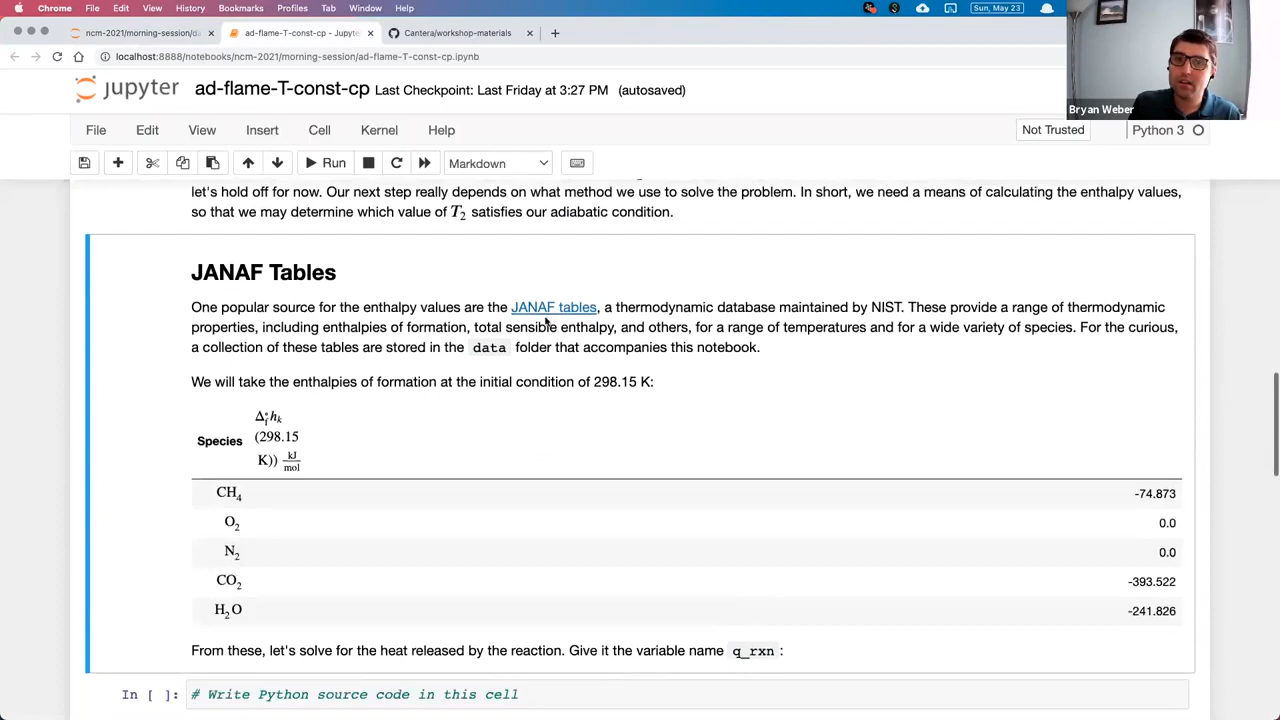 Chrome File Edit View History Bookmarks Profiles Tab Window Help Sun, May 23
ncm-2021/morning-session/da ad-flame-T-const-cp - Jupyte Cantera/workshop-materials
localhost:8888/notebooks/ncm-2021/morning-session/ad-flame-T-const-cp.ipynb
Bryan Weber
jupyter ad-flame-T-const-cp Last Checkpoint: Last Friday at 3:27 PM (autosaved)
File Edit View Insert Cell Kernel Help Not Trusted Python 3
Run Markdown
let's hold off for now. Our next step really depends on what method we use to solve the problem. In short, we need a means of calculating the enthalpy values,
so that we may determine which value of T₂ satisfies our adiabatic condition.
JANAF Tables
One popular source for the enthalpy values are the JANAF tables, a thermodynamic database maintained by NIST. These provide a range of thermodynamic
properties, including enthalpies of formation, total sensible enthalpy, and others, for a range of temperatures and for a wide variety of species. For the curious,
a collection of these tables are stored in the data folder that accompanies this notebook.
We will take the enthalpies of formation at the initial condition of 298.15 K:
Species Δf°hk
(298.15
K)) kJ/mol
CH₄ -74.873
O₂ 0.0
N₂ 0.0
CO₂ -393.522
H₂O -241.826
From these, let's solve for the heat released by the reaction. Give it the variable name q_rxn :
In [ ]: # Write Python source code in this cell